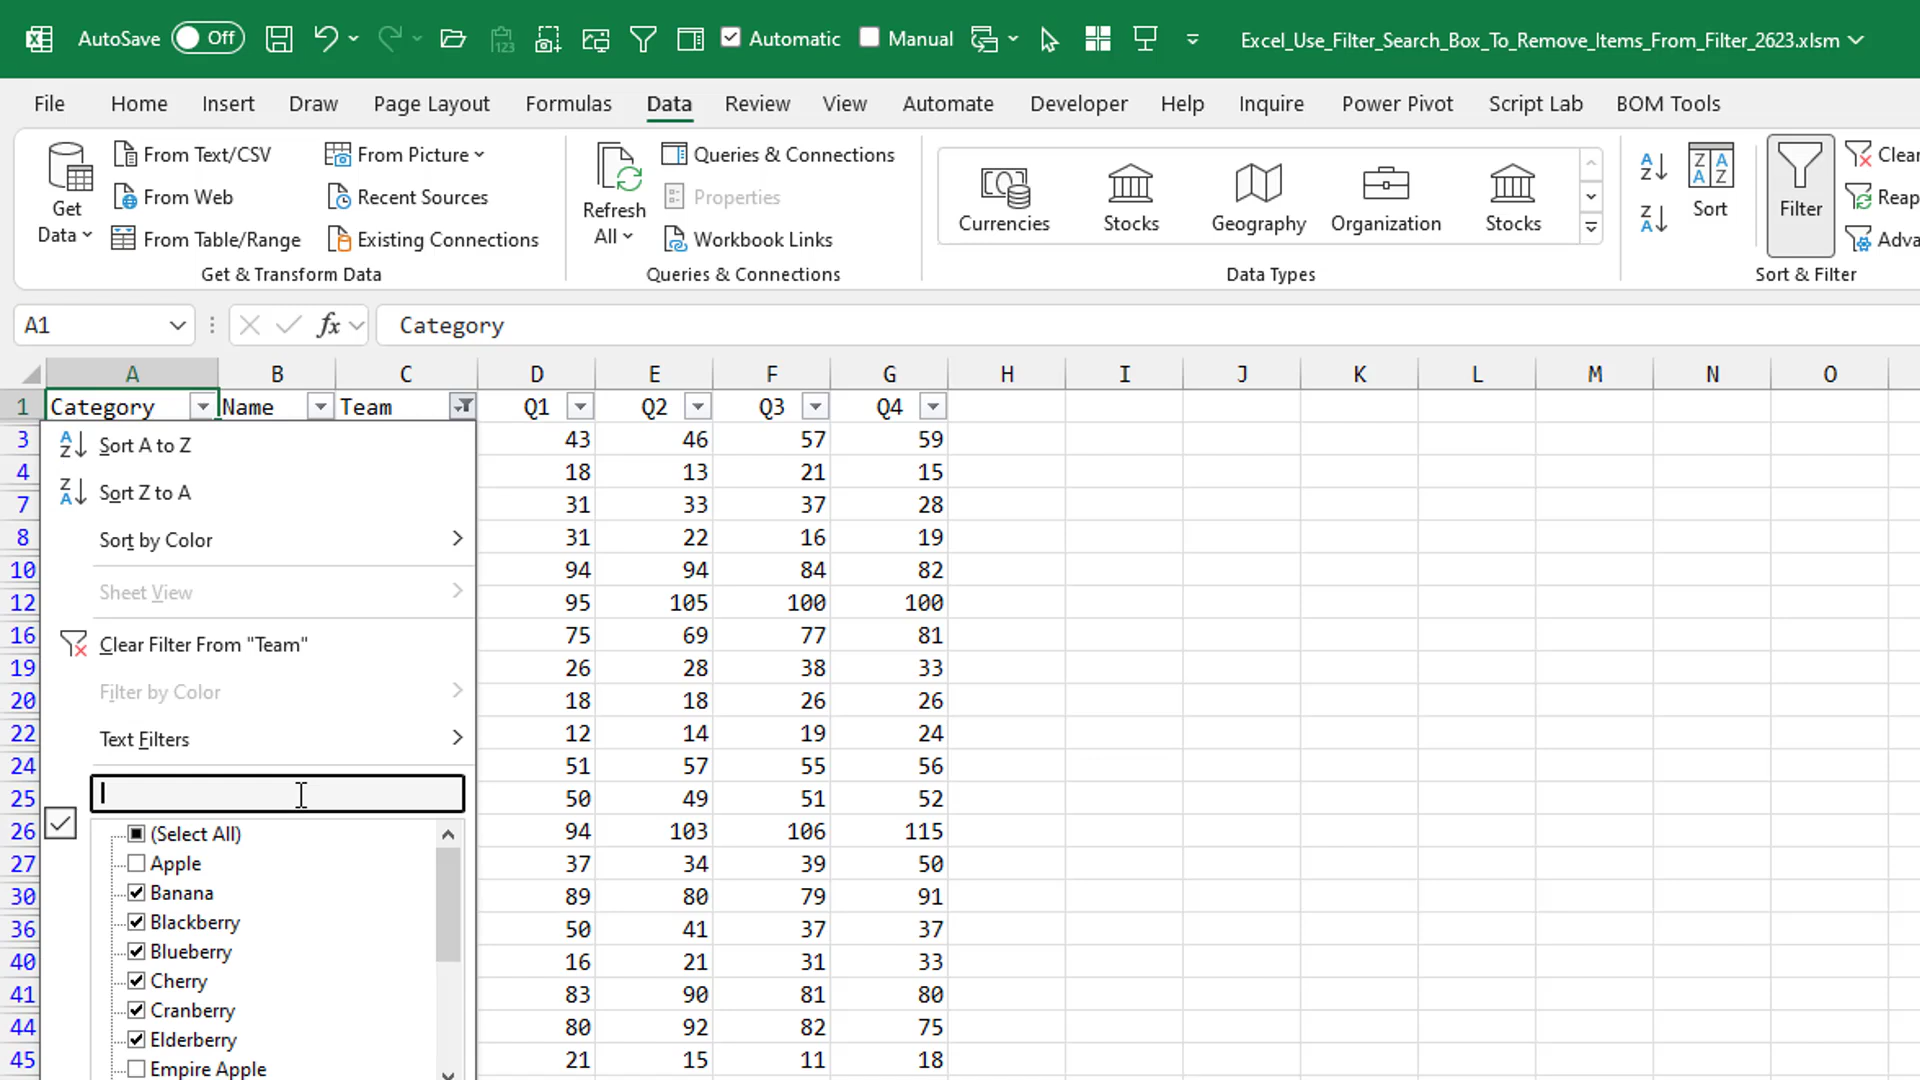 AutoSave Off 123 Automatic Manual Excel_Use_Filter_Search_Box_To_Remove_Items_From_Filter_2623.xlsm
File Home Insert Draw Page Layout Formulas Data Review View Automate Developer Help Inquire Power Pivot Script Lab BOM Tools
Get Data
From Text/CSV
From Web
From Table/Range
From Picture
Recent Sources
Existing Connections
Get & Transform Data
Refresh All
Queries & Connections
Properties
Workbook Links
Queries & Connections
Currencies Stocks Geography Organization Stocks
Data Types
Sort
Filter
Clear
Reap
Adva
Sort & Filter
A1 fx Category
A B C D E F G H I J K L M N O
1 Category Name Team Q1 Q2 Q3 Q4
3 43 46 57 59
4 18 13 21 15
7 31 33 37 28
8 31 22 16 19
10 94 94 84 82
12 95 105 100 100
16 75 69 77 81
19 26 28 38 33
20 18 18 26 26
22 12 14 19 24
24 51 57 55 56
25 50 49 51 52
26 94 103 106 115
27 37 34 39 50
30 89 80 79 91
36 50 41 37 37
40 16 21 31 33
41 83 90 81 80
44 80 92 82 75
45 21 15 11 18
Sort A to Z
Sort Z to A
Sort by Color
Sheet View
Clear Filter From "Team"
Filter by Color
Text Filters
(Select All)
Apple
Banana
Blackberry
Blueberry
Cherry
Cranberry
Elderberry
Empire Apple